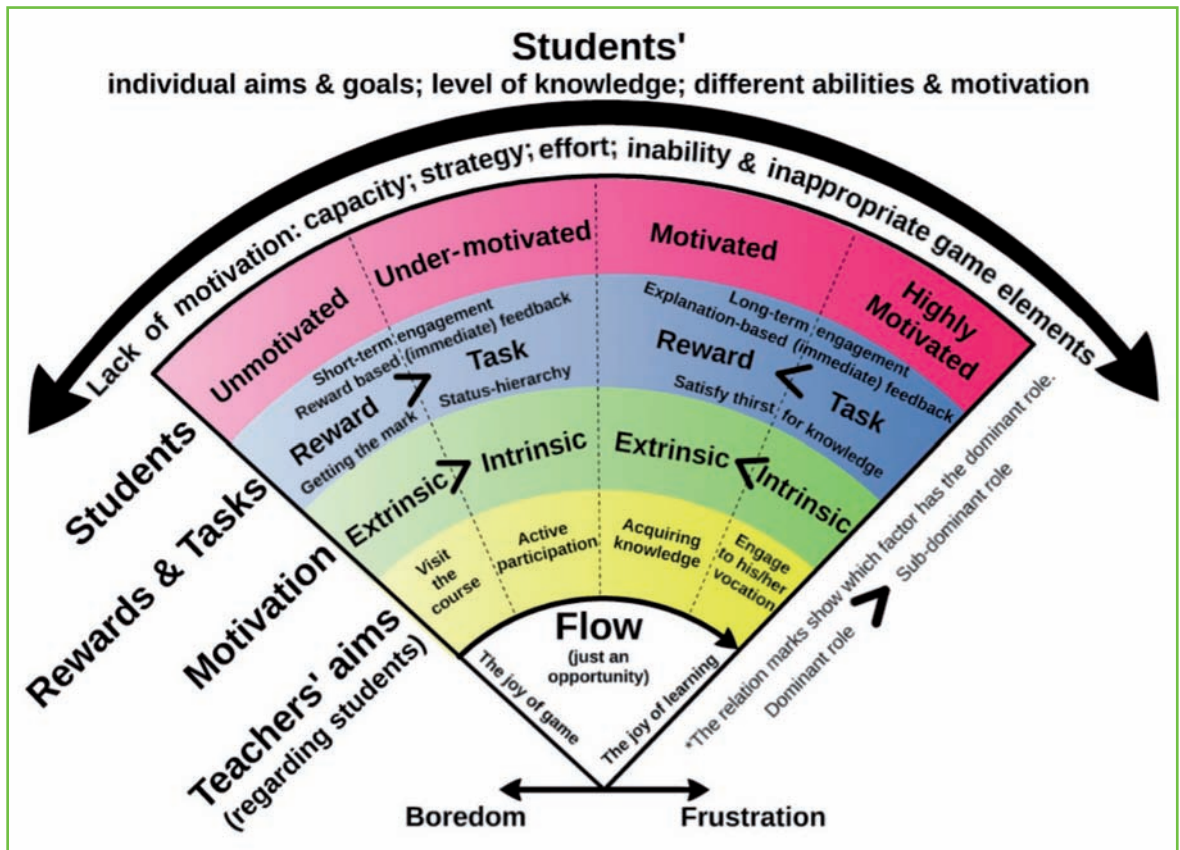 Students'
individual aims & goals; level of knowledge; different abilities & motivation
Lack of motivation: capacity; strategy; effort; inability & inappropriate game elements
Unmotivated
Under-motivated
Motivated
Highly
Motivated
Short-term engagement
Reward based (immediate) feedback
Reward > Task
Getting the mark
Status-hierarchy
Long-term engagement
Explanation-based (immediate) feedback
Reward < Task
Satisfy thirst for knowledge
Extrinsic > Intrinsic
Extrinsic < Intrinsic
Visit
the
course
Active
participation
Acquiring
knowledge
Engage
to his/her
vocation
Students
Rewards & Tasks
Motivation
Teachers' aims
(regarding students)
Flow
(just an
opportunity)
The joy of game
The joy of learning
*The relation marks show which factor has the dominant role.
Dominant role > Sub-dominant role
Boredom
Frustration